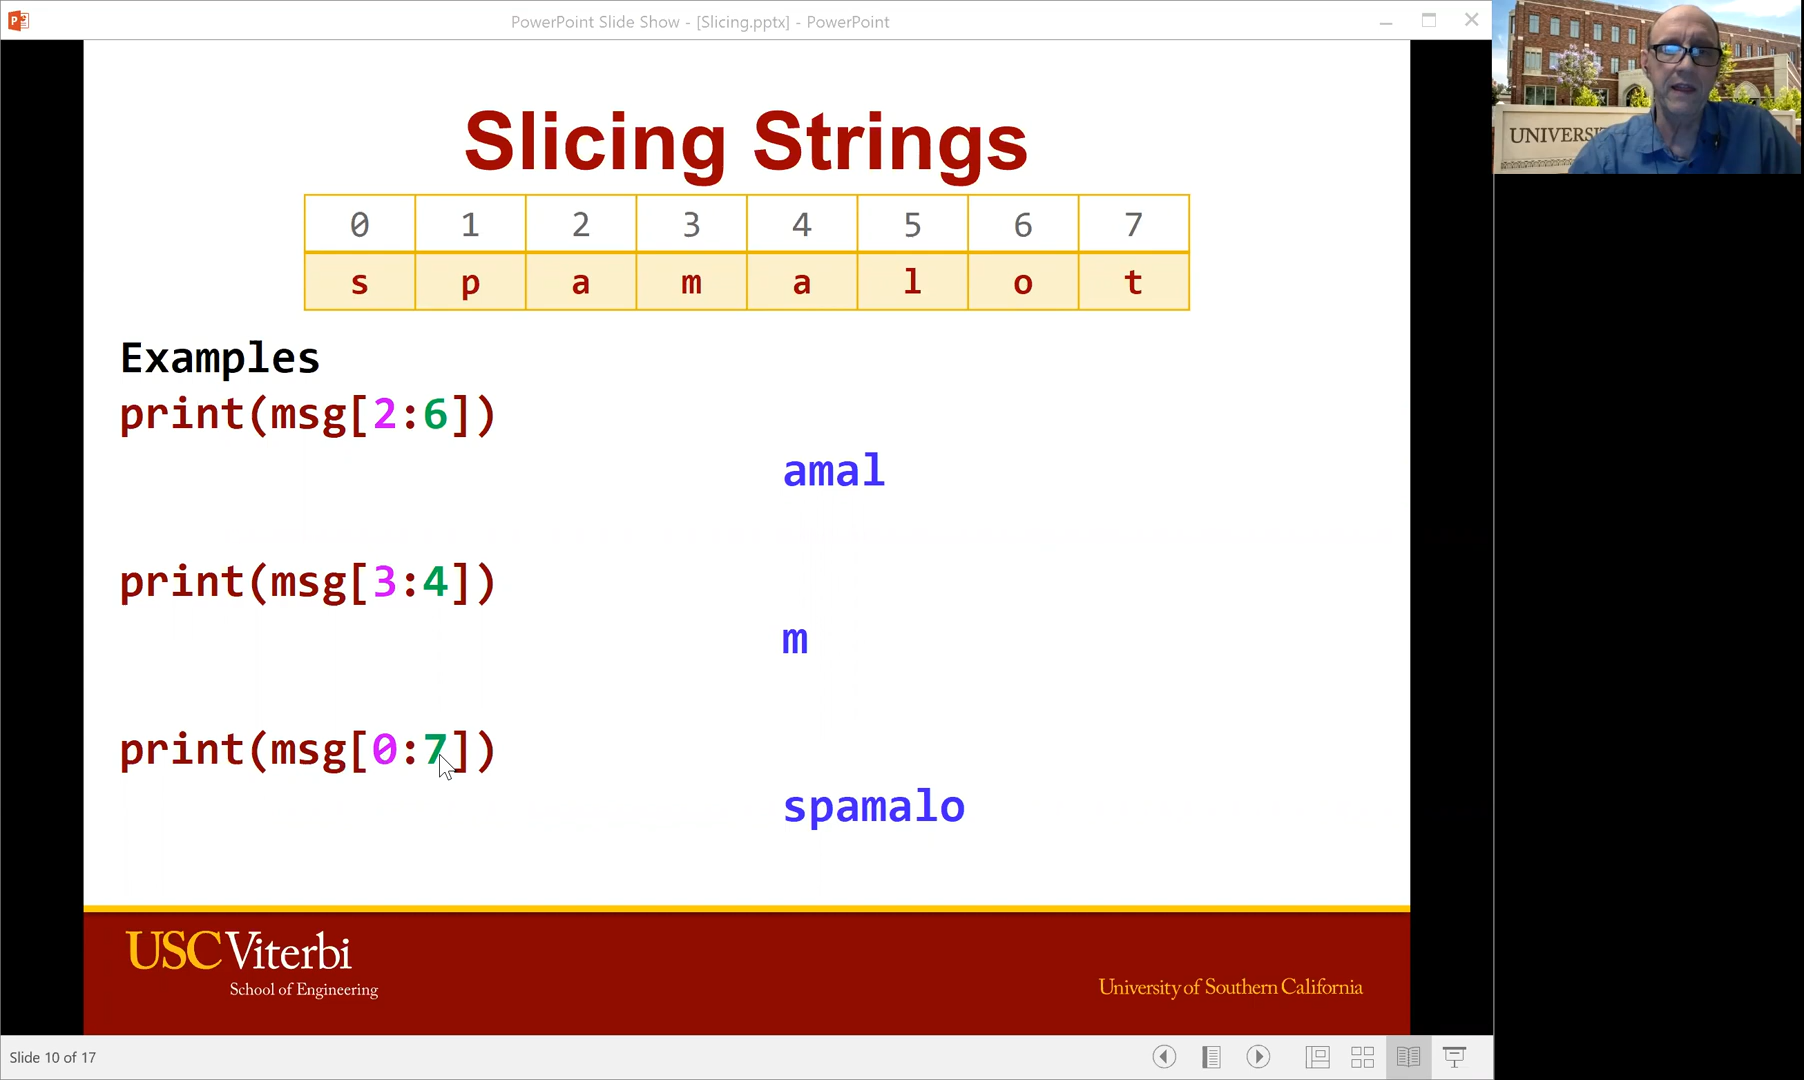 PowerPoint Slide Show - [Slicing.pptx] - PowerPoint
Slicing Strings
0 1 2 3 4 5 6 7
s p a m a l o t
Examples
print(msg[2:6])
amal
print(msg[3:4])
m
print(msg[0:7])
spamalo
USC Viterbi
School of Engineering
University of Southern California
Slide 10 of 17